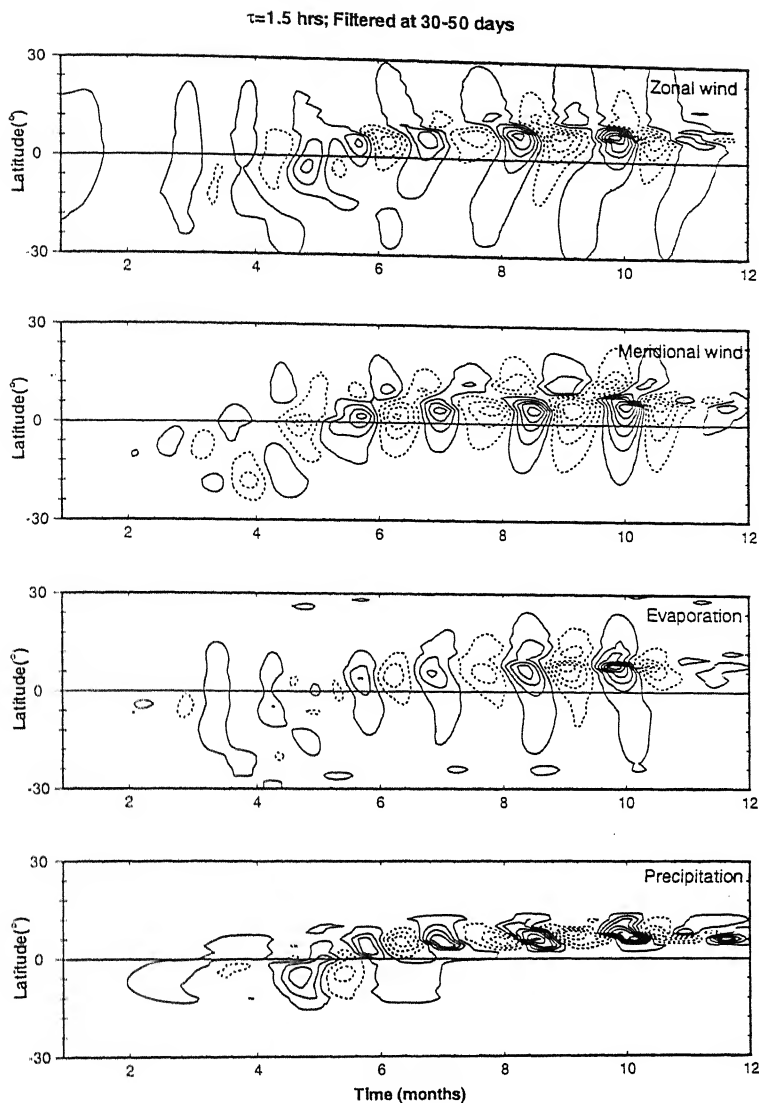 τ=1.5 hrs; Filtered at 30-50 days
30
Zonal wind
Latitude(°)
0
-30
2 4 6 8 10 12
30
Meridional wind
Latitude(°)
0
-30
2 4 6 8 10 12
30
Evaporation
Latitude(°)
0
-30
2 4 6 8 10 12
30
Precipitation
Latitude(°)
0
-30
2 4 6 8 10 12
Time (months)